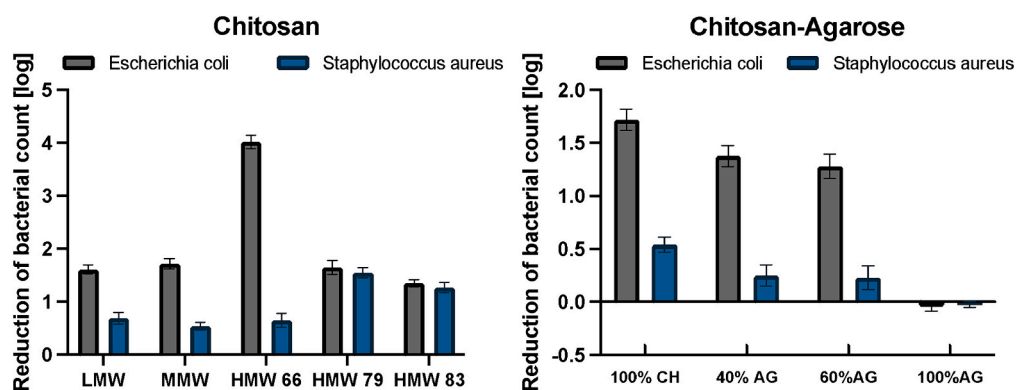 Chitosan
Escherichia coli
Staphylococcus aureus
Reduction of bacterial count [log]
5
4
3
2
1
0
LMW
MMW
HMW 66
HMW 79
HMW 83
Chitosan-Agarose
Escherichia coli
Staphylococcus aureus
Reduction of bacterial count [log]
2.0
1.5
1.0
0.5
0.0
-0.5
100% CH
40% AG
60%AG
100%AG